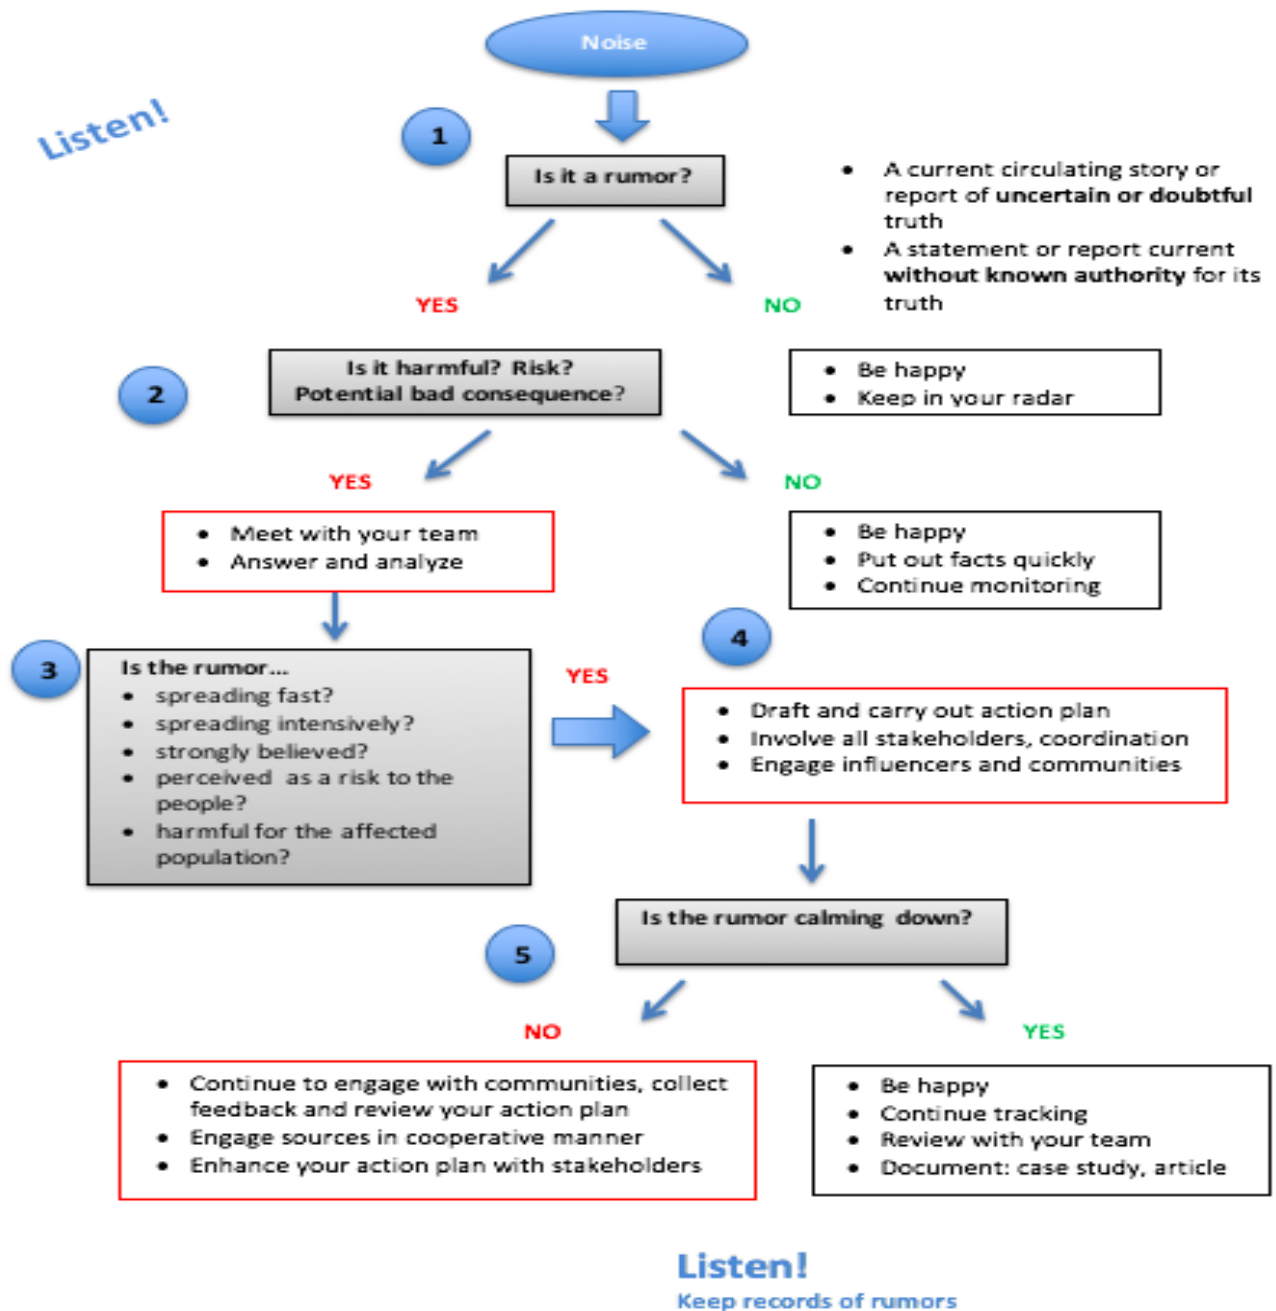 Noise
Listen!
1
Is it a rumor?
• A current circulating story or
report of uncertain or doubtful
truth
• A statement or report current
without known authority for its
truth
YES
NO
2
Is it harmful? Risk?
Potential bad consequence?
• Be happy
• Keep in your radar
YES
NO
• Meet with your team
• Answer and analyze
• Be happy
• Put out facts quickly
• Continue monitoring
3
Is the rumor...
• spreading fast?
• spreading intensively?
• strongly believed?
• perceived as a risk to the
people?
• harmful for the affected
population?
YES
4
• Draft and carry out action plan
• Involve all stakeholders, coordination
• Engage influencers and communities
5
Is the rumor calming down?
NO
YES
• Continue to engage with communities, collect
feedback and review your action plan
• Engage sources in cooperative manner
• Enhance your action plan with stakeholders
• Be happy
• Continue tracking
• Review with your team
• Document: case study, article
Listen!
Keep records of rumors